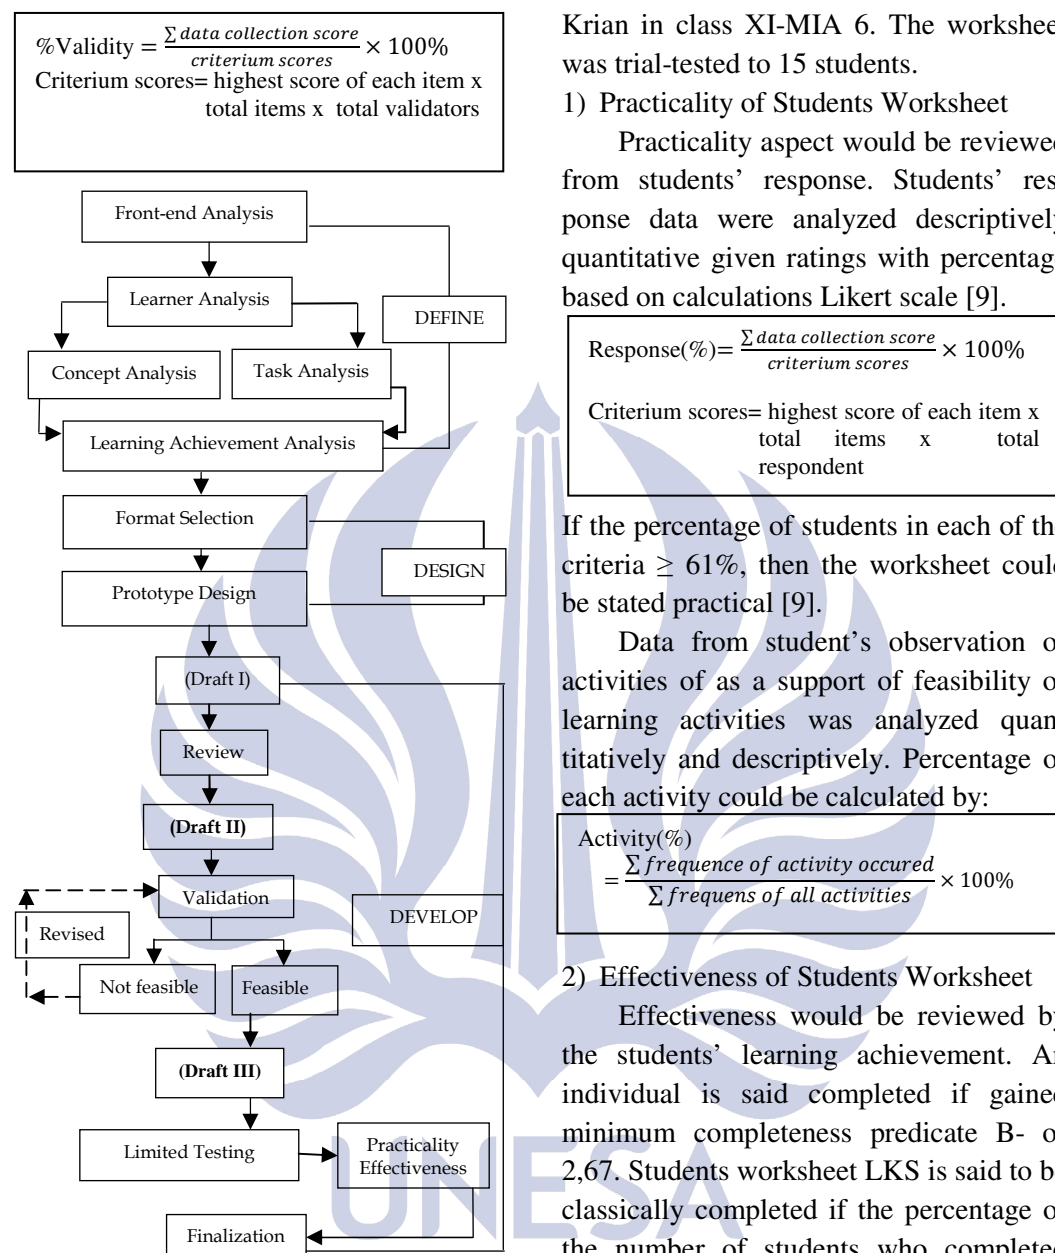 %Validity = ∑ data collection score / criterium scores × 100%
Criterium scores= highest score of each item x
total items x total validators
Front-end Analysis
Learner Analysis
DEFINE
Concept Analysis
Task Analysis
Learning Achievement Analysis
Format Selection
DESIGN
Prototype Design
(Draft I)
Review
(Draft II)
Validation
DEVELOP
Revised
Not feasible
Feasible
(Draft III)
Limited Testing
Practicality
Effectiveness
Finalization
Krian in class XI-MIA 6. The workshee
was trial-tested to 15 students.
1) Practicality of Students Worksheet
Practicality aspect would be reviewed
from students’ response. Students’ res
ponse data were analyzed descriptively
quantitative given ratings with percentage
based on calculations Likert scale [9].
Response(%)= ∑ data collection score / criterium scores × 100%
Criterium scores= highest score of each item x
total items x total
respondent
If the percentage of students in each of the
criteria ≥ 61%, then the worksheet could
be stated practical [9].
Data from student’s observation o
activities of as a support of feasibility o
learning activities was analyzed quan
titatively and descriptively. Percentage o
each activity could be calculated by:
Activity(%)
= ∑ frequence of activity occured / ∑ frequens of all activities × 100%
2) Effectiveness of Students Worksheet
Effectiveness would be reviewed by
the students’ learning achievement. An
individual is said completed if gained
minimum completeness predicate B- o
2,67. Students worksheet LKS is said to b
classically completed if the percentage o
the number of students who completed
UNESA